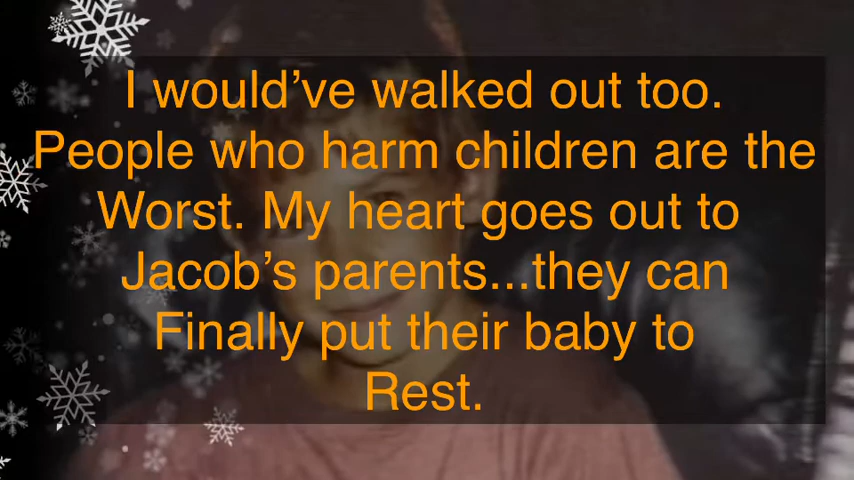 I would’ve walked out too.
People who harm children are the
Worst. My heart goes out to
Jacob’s parents...they can
Finally put their baby to
Rest.